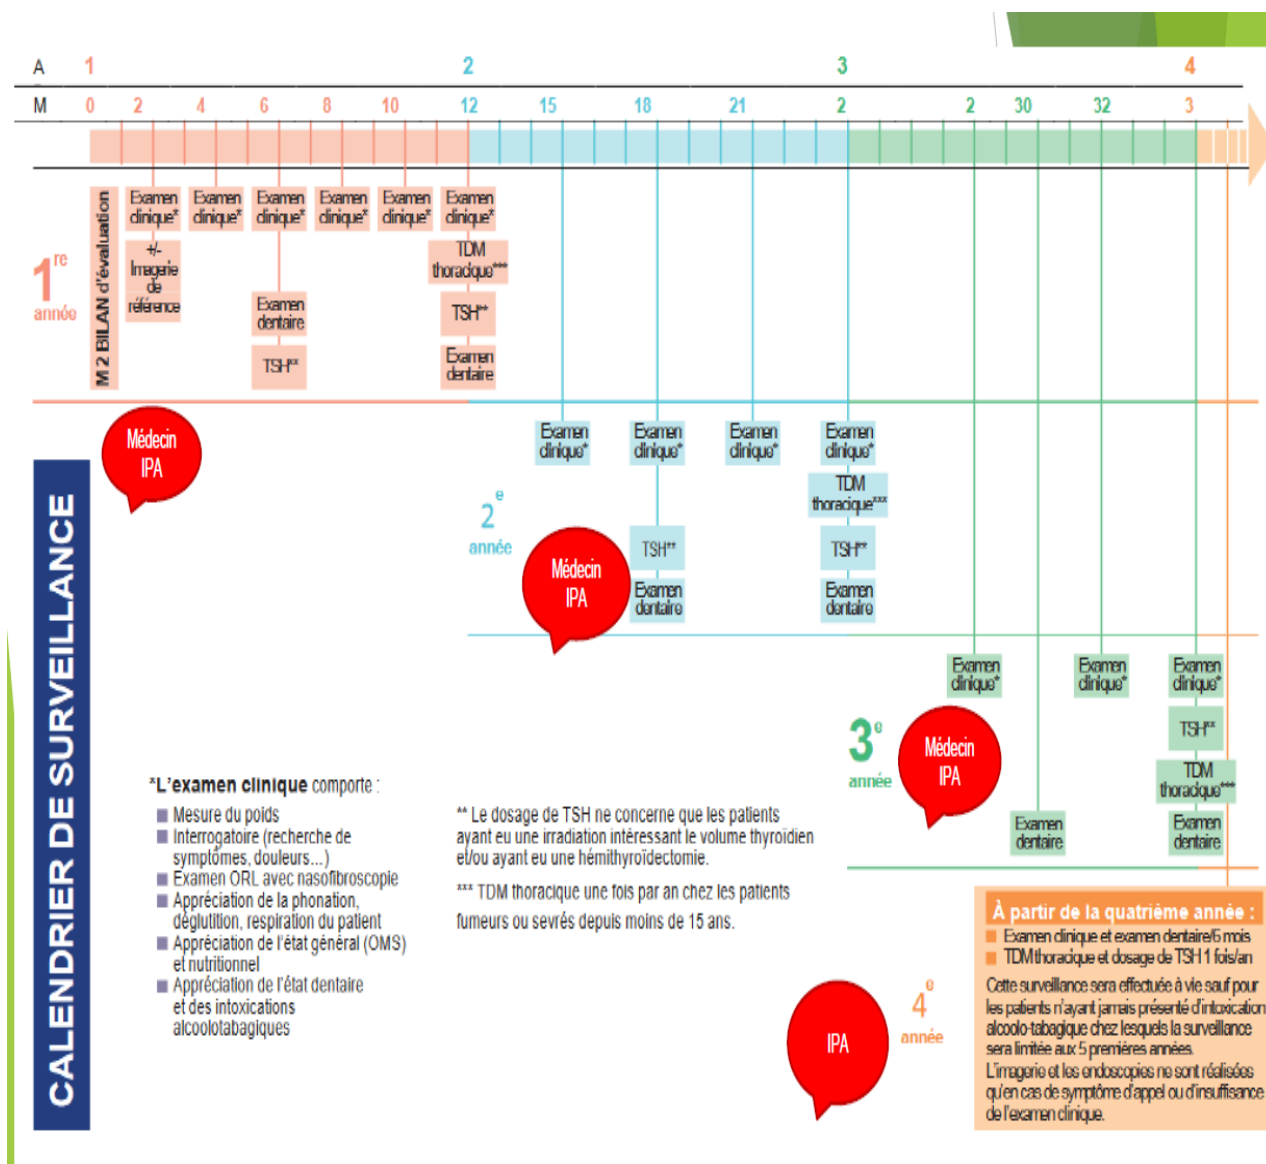 A 1 2 3 4
M 0 2 4 6 8 10 12 15 18 21 2 2 30 32 3
1re
année
M 2 BILAN d'évaluation
Examen
clinique*
+/-
Imagerie
de
référence
Examen
clinique*
Examen
clinique*
Examen
dentaire
TSH**
Examen
clinique*
Examen
clinique*
Examen
clinique*
TDM
thoracique***
TSH**
Examen
dentaire
Médecin
IPA
CALENDRIER DE SURVEILLANCE
2e
année
Médecin
IPA
Examen
clinique*
Examen
clinique*
TSH**
Examen
dentaire
Examen
clinique*
Examen
clinique*
TDM
thoracique***
TSH**
Examen
dentaire
3e
année
Médecin
IPA
Examen
clinique*
Examen
dentaire
Examen
clinique*
Examen
clinique*
TSH**
TDM
thoracique***
Examen
dentaire
*L'examen clinique comporte :
Mesure du poids
Interrogatoire (recherche de
symptômes, douleurs...)
Examen ORL avec nasofibroscopie
Appréciation de la phonation,
déglutition, respiration du patient
Appréciation de l'état général (OMS)
et nutritionnel
Appréciation de l'état dentaire
et des intoxications
alcoolotabagiques
** Le dosage de TSH ne concerne que les patients
ayant eu une irradiation intéressant le volume thyroïdien
et/ou ayant eu une hémithyroïdectomie.
*** TDM thoracique une fois par an chez les patients
fumeurs ou sevrés depuis moins de 15 ans.
IPA
4e
année
À partir de la quatrième année :
Examen clinique et examen dentaire/6 mois
TDM thoracique et dosage de TSH 1 fois/an
Cette surveillance sera effectuée à vie sauf pour
les patients n'ayant jamais présenté d'intoxication
alcoolo-tabagique chez lesquels la surveillance
sera limitée aux 5 premières années.
L'imagerie et les endoscopies ne sont réalisées
qu'en cas de symptôme d'appel ou d'insuffisance
de l'examen clinique.